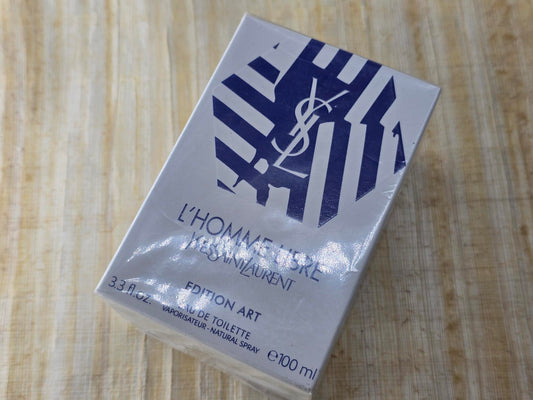 YSL
L'HOMME LIBRE
YVESSAINTLAURENT
EDITION ART
EAU DE TOILETTE
VAPORISATEUR - NATURAL SPRAY
3.3 fl.oz. e100 ml